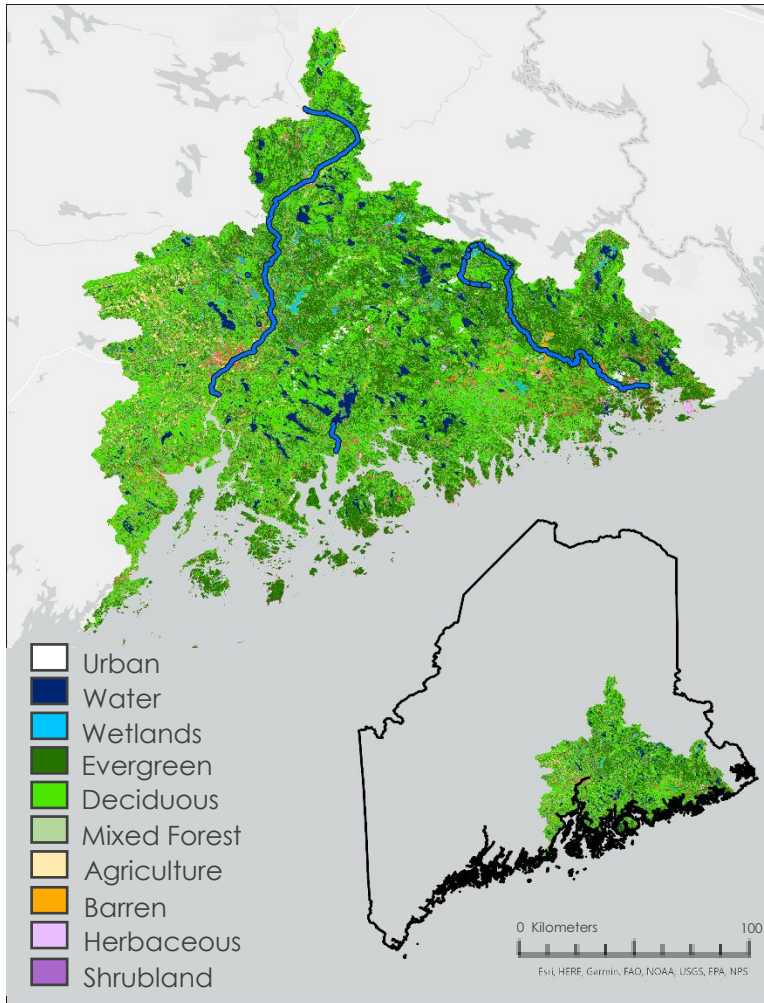 Urban
Water
Wetlands
Evergreen
Deciduous
Mixed Forest
Agriculture
Barren
Herbaceous
Shrubland
0 Kilometers 100
Esri, HERE, Garmin, FAO, NOAA, USGS, EPA, NPS